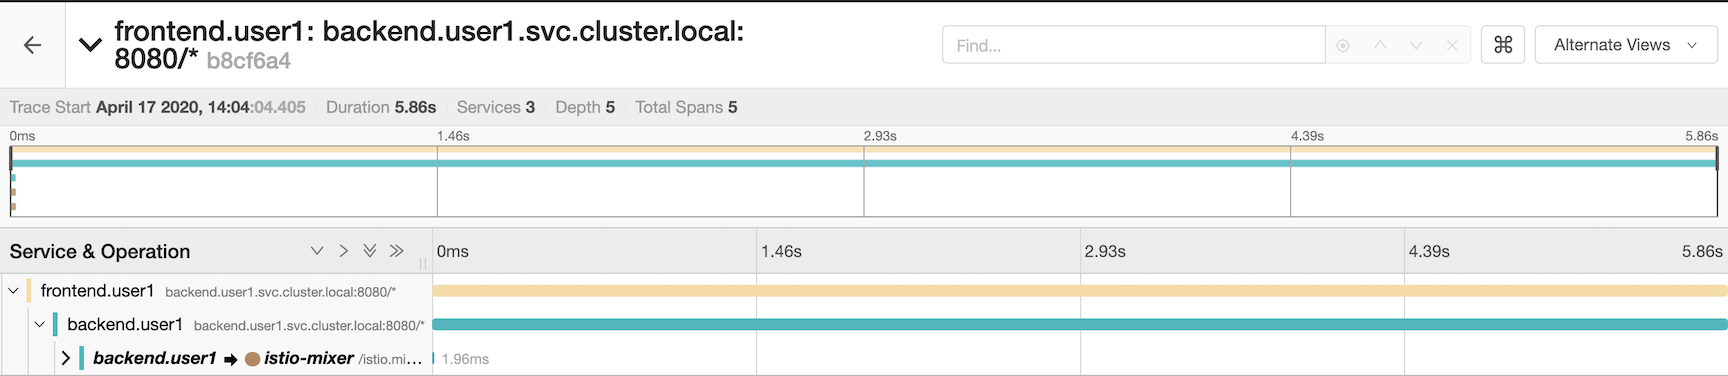 frontend.user1: backend.user1.svc.cluster.local:
8080/* b8cf6a4
Find...
Alternate Views
Trace Start April 17 2020, 14:04:04.405 Duration 5.86s Services 3 Depth 5 Total Spans 5
0ms 1.46s 2.93s 4.39s 5.86s
Service & Operation 0ms 1.46s 2.93s 4.39s 5.86s
frontend.user1 backend.user1.svc.cluster.local:8080/*
backend.user1 backend.user1.svc.cluster.local:8080/*
backend.user1 → istio-mixer /istio.mi... 1.96ms